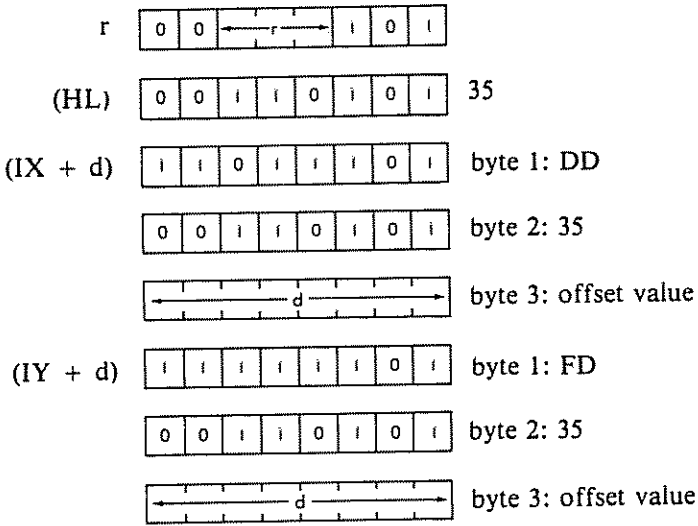 r 0 0 r 1 0 1
(HL) 0 0 1 1 0 1 0 1 35
(IX + d) 1 1 0 1 1 1 0 1 byte 1: DD
0 0 1 1 0 1 0 1 byte 2: 35
d byte 3: offset value
(IY + d) 1 1 1 1 1 1 0 1 byte 1: FD
0 0 1 1 0 1 0 1 byte 2: 35
d byte 3: offset value